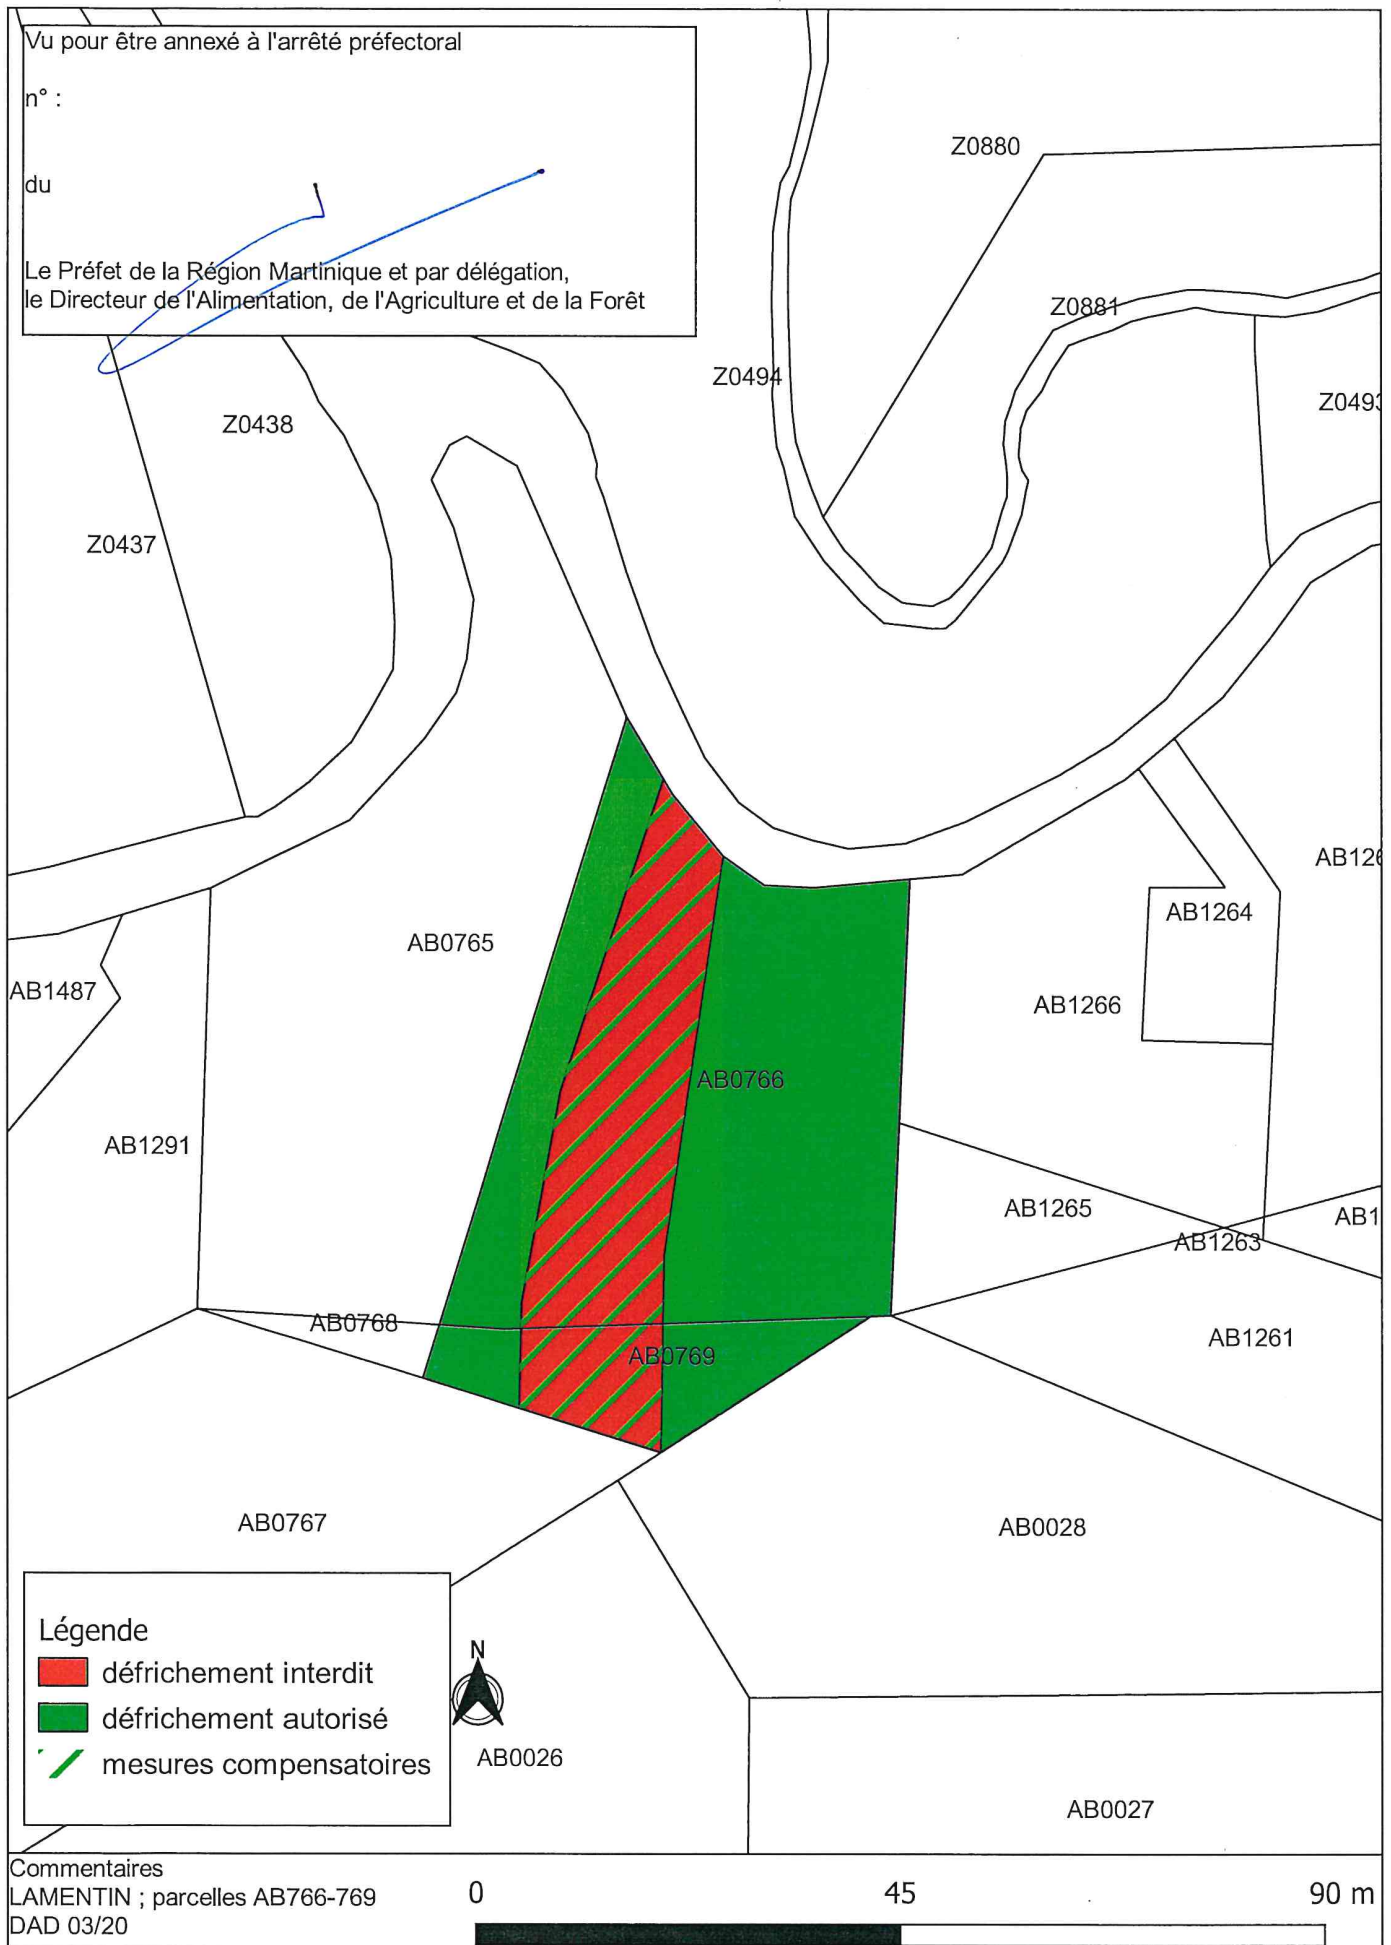 Vu pour être annexé à l'arrêté préfectoral
n° :
du
Le Préfet de la Région Martinique et par délégation,
le Directeur de l'Alimentation, de l'Agriculture et de la Forêt
Z0880
Z0881
Z0494
Z0493
Z0438
Z0437
AB126
AB1264
AB0765
AB1487
AB1266
AB0766
AB1291
AB1265
AB1
AB1263
AB0768
AB1261
AB0769
AB0767
AB0028
Légende
défrichement interdit
défrichement autorisé
mesures compensatoires
N
AB0026
AB0027
Commentaires
LAMENTIN ; parcelles AB766-769
DAD 03/20
0 45 90 m